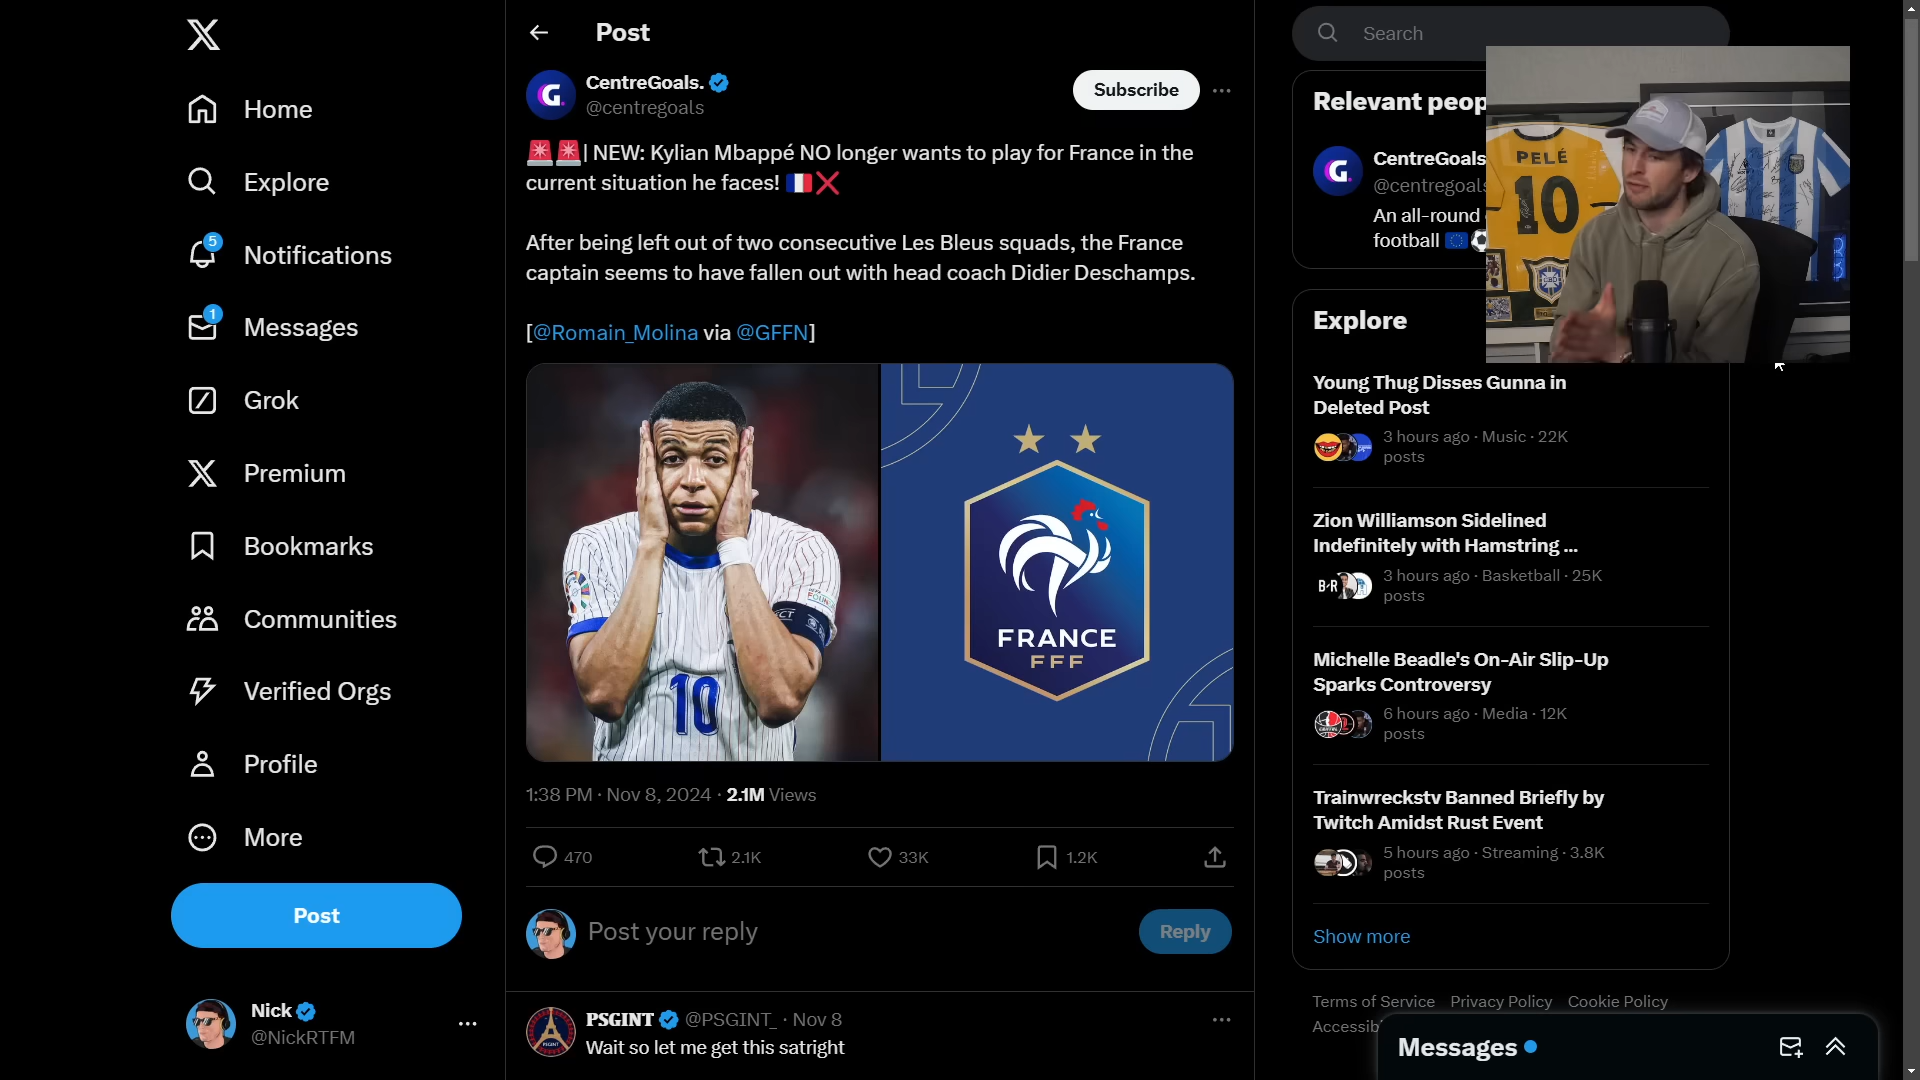 Home
Explore
5
Notifications
1
Messages
Grok
Premium
Bookmarks
Communities
Verified Orgs
Profile
More
Post
Nick
@NickRTFM
Post
CentreGoals.
@centregoals
Subscribe
| NEW: Kylian Mbappé NO longer wants to play for France in the
current situation he faces!
After being left out of two consecutive Les Bleus squads, the France
captain seems to have fallen out with head coach Didier Deschamps.
[@Romain_Molina via @GFFN]
10
FRANCE
FFF
1:38 PM · Nov 8, 2024 · 2.1M Views
470
2.1K
33K
1.2K
Post your reply
Reply
PSGINT @PSGINT_ · Nov 8
Wait so let me get this satright
Search
Relevant peop
CentreGoals
@centregoals
An all-round
football
PELÉ
10
Explore
Young Thug Disses Gunna in
Deleted Post
3 hours ago · Music · 22K
posts
Zion Williamson Sidelined
Indefinitely with Hamstring ...
3 hours ago · Basketball · 25K
posts
Michelle Beadle's On-Air Slip-Up
Sparks Controversy
6 hours ago · Media · 12K
posts
Trainwreckstv Banned Briefly by
Twitch Amidst Rust Event
5 hours ago · Streaming · 3.8K
posts
Show more
Terms of Service Privacy Policy Cookie Policy
Accessib
Messages